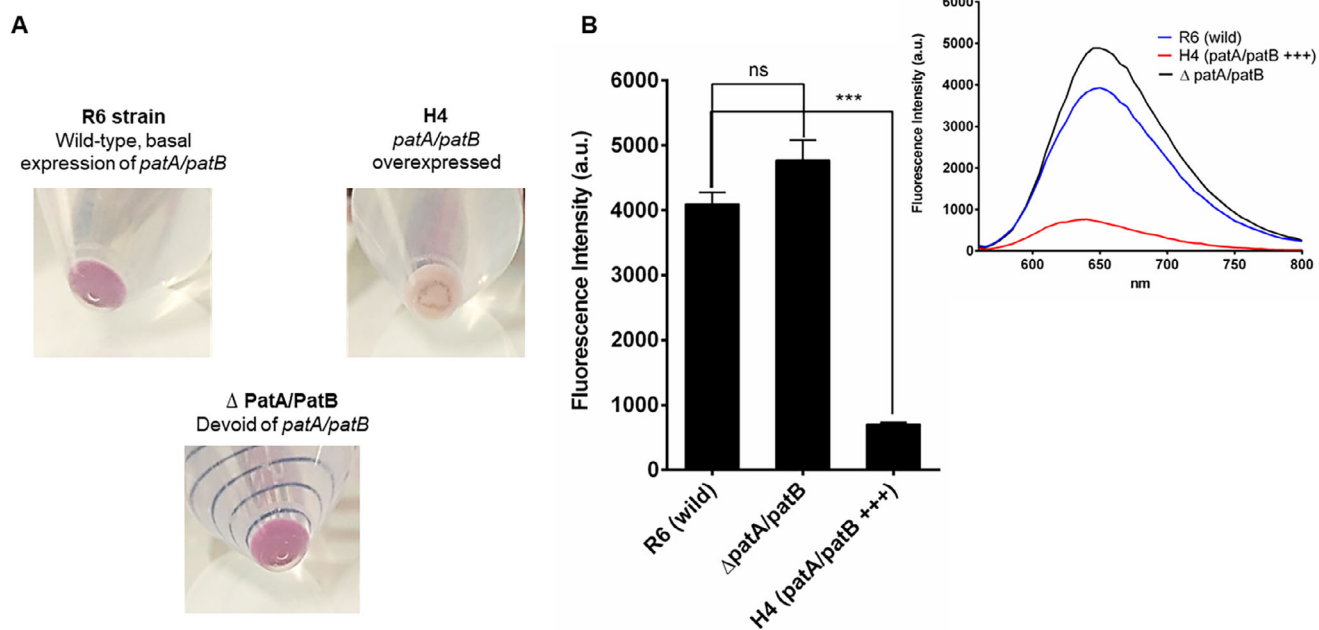 A
R6 strain
Wild-type, basal
expression of patA/patB
H4
patA/patB
overexpressed
Δ PatA/PatB
Devoid of patA/patB
B
Fluorescence Intensity (a.u.)
6000
5000
4000
3000
2000
1000
0
ns
***
R6 (wild)
ΔpatA/patB
H4 (patA/patB +++)
Fluorescence Intensity (a.u.)
6000
5000
4000
3000
2000
1000
0
600 650 700 750 800
nm
R6 (wild)
H4 (patA/patB +++)
Δ patA/patB